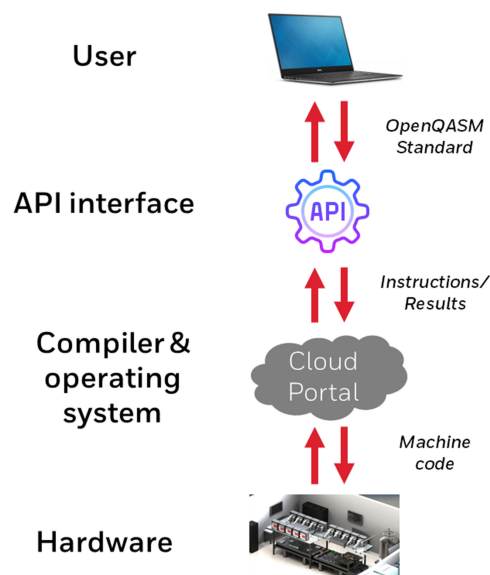 User
OpenQASM
Standard
API interface
API
Instructions/
Results
Compiler &
operating
system
Cloud
Portal
Machine
code
Hardware